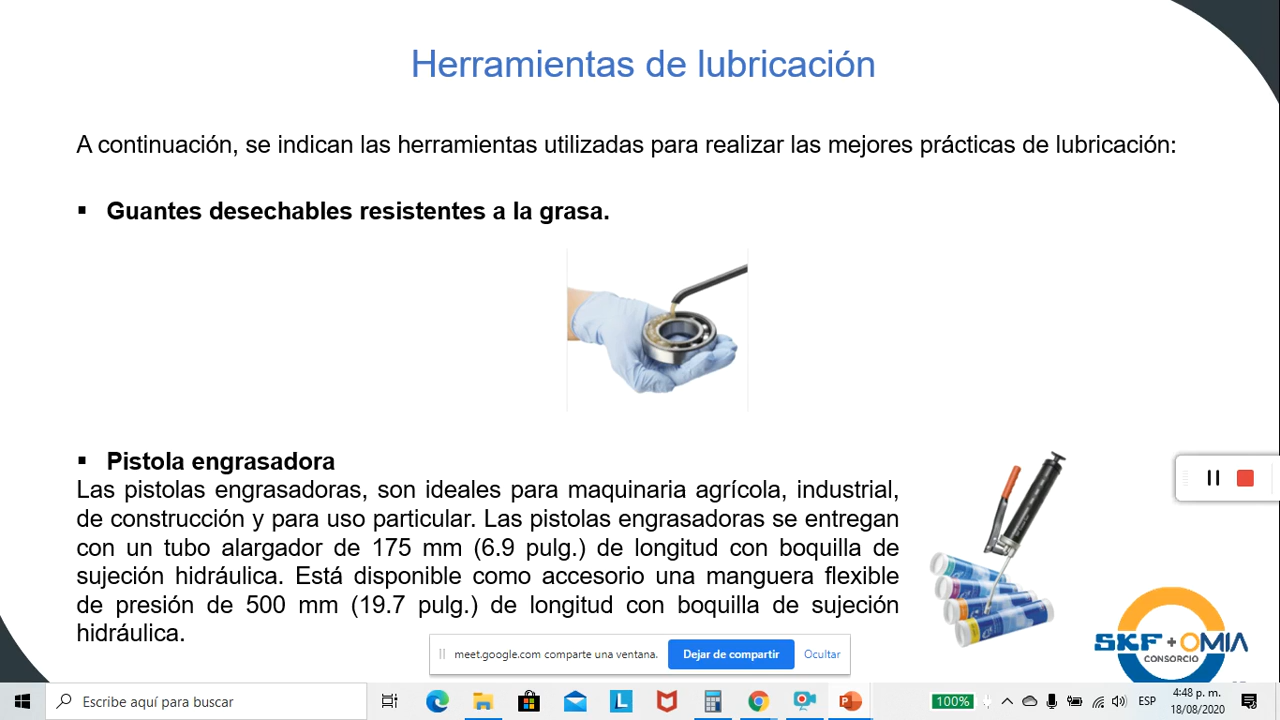 Herramientas de lubricación
A continuación, se indican las herramientas utilizadas para realizar las mejores prácticas de lubricación:
▪ Guantes desechables resistentes a la grasa.
▪ Pistola engrasadora
Las pistolas engrasadoras, son ideales para maquinaria agrícola, industrial,
de construcción y para uso particular. Las pistolas engrasadoras se entregan
con un tubo alargador de 175 mm (6.9 pulg.) de longitud con boquilla de
sujeción hidráulica. Está disponible como accesorio una manguera flexible
de presión de 500 mm (19.7 pulg.) de longitud con boquilla de sujeción
hidráulica.
SKF + OMIA
CONSORCIO
meet.google.com comparte una ventana.
Dejar de compartir
Ocultar
Escribe aquí para buscar
100%
ESP
4:48 p. m.
18/08/2020